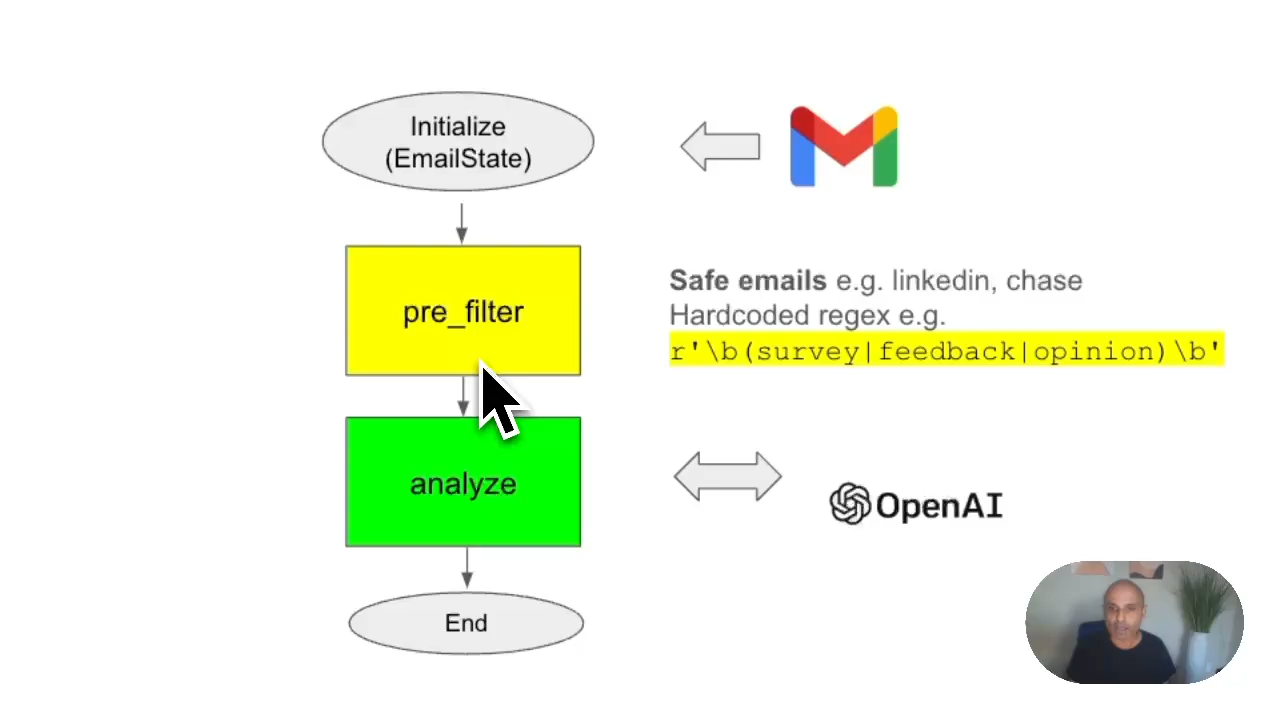 Initialize
(EmailState)
pre_filter
Safe emails e.g. linkedin, chase
Hardcoded regex e.g.
r'\b(survey|feedback|opinion)\b'
analyze
OpenAI
End